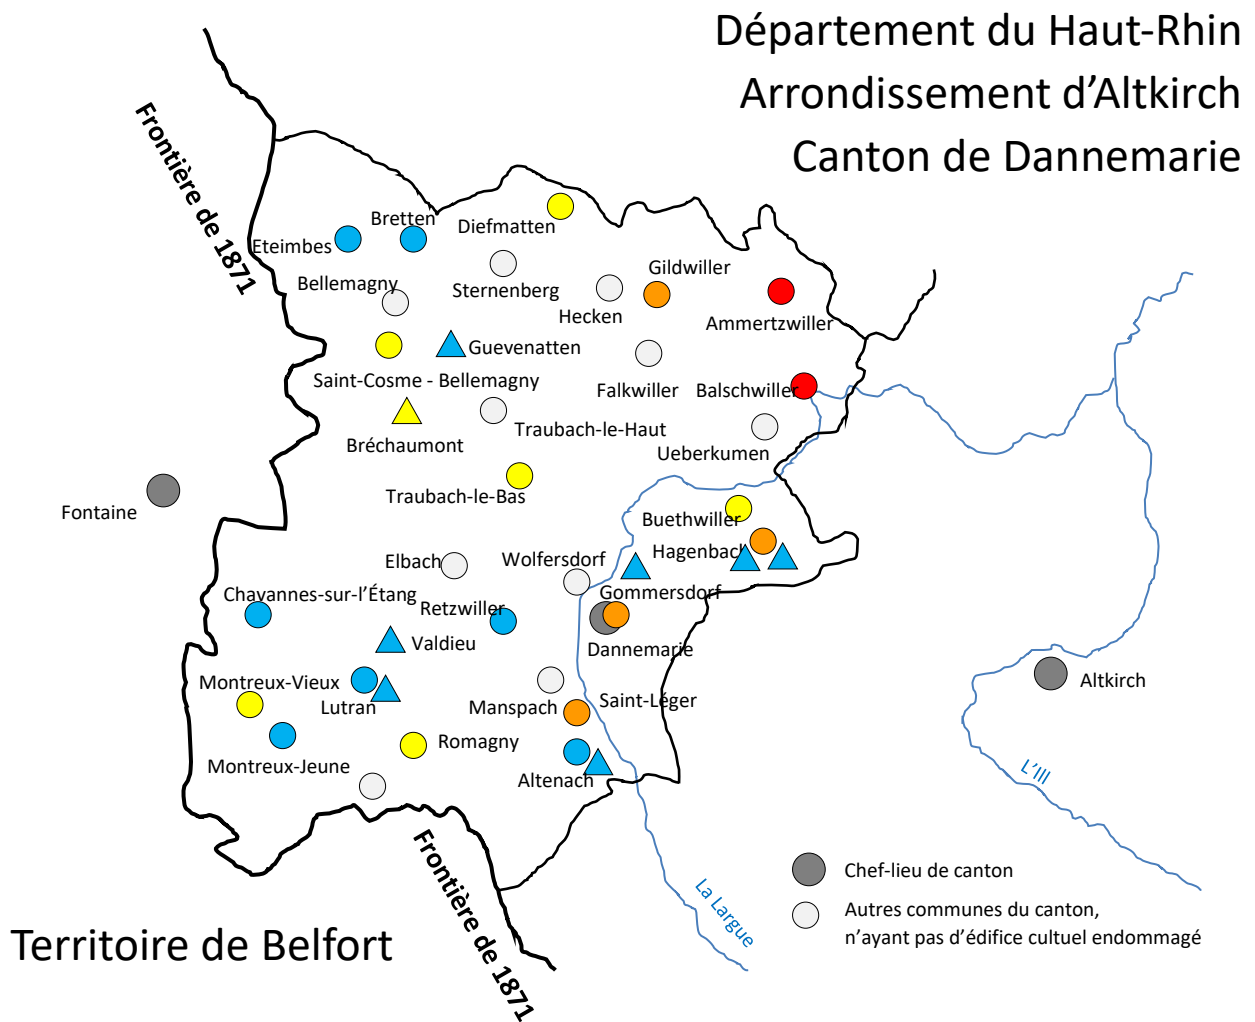 Département du Haut-Rhin
Arrondissement d'Altkirch
Canton de Dannemarie
Frontière de 1871
Bretten
Diefmatten
Eteimbes
Bellemagny
Sternenberg
Gildwiller
Hecken
Ammertzwiller
Guevenatten
Saint-Cosme - Bellemagny
Falkwiller
Balschwiller
Bréchaumont
Traubach-le-Haut
Ueberkumen
Traubach-le-Bas
Fontaine
Buethwiller
Hagenbach
Elbach
Wolfersdorf
Gommersdorf
Chavannes-sur-l'Étang
Retzwiller
Valdieu
Dannemarie
Montreux-Vieux
Lutran
Manspach
Saint-Léger
Altkirch
Romagny
Montreux-Jeune
Altenach
L'Ill
Frontière de 1871
La Largue
Chef-lieu de canton
Autres communes du canton,
n'ayant pas d'édifice cultuel endommagé
Territoire de Belfort